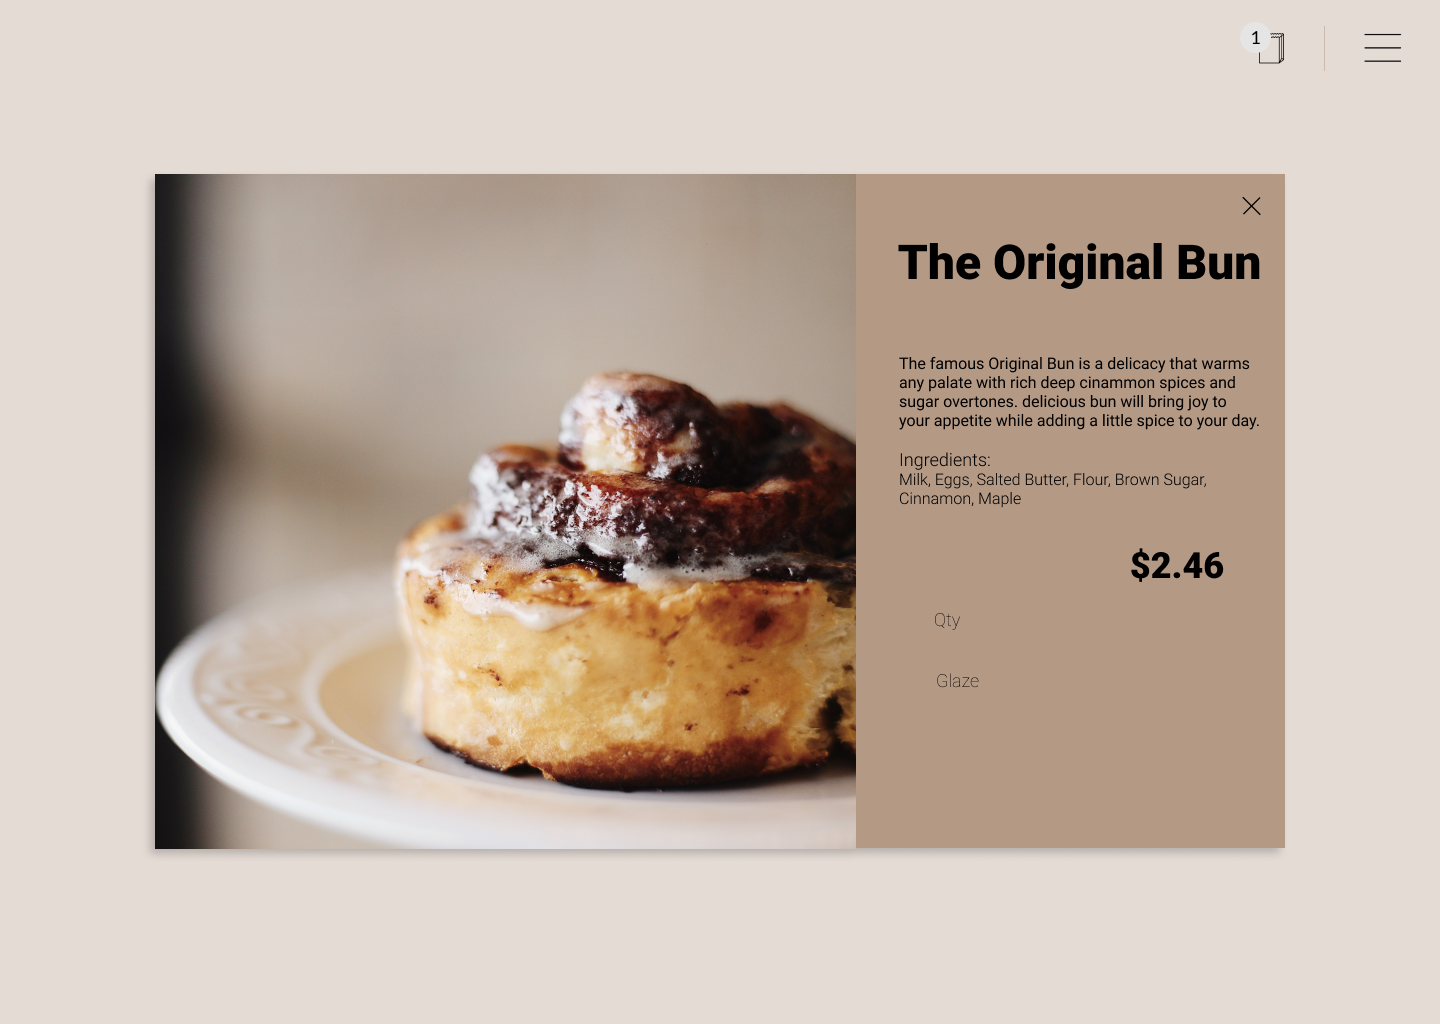 1
The Original Bun
The famous Original Bun is a delicacy that warms
any palate with rich deep cinammon spices and
sugar overtones. delicious bun will bring joy to
your appetite while adding a little spice to your day.
Ingredients:
Milk, Eggs, Salted Butter, Flour, Brown Sugar,
Cinnamon, Maple
$2.46
Qty
Glaze